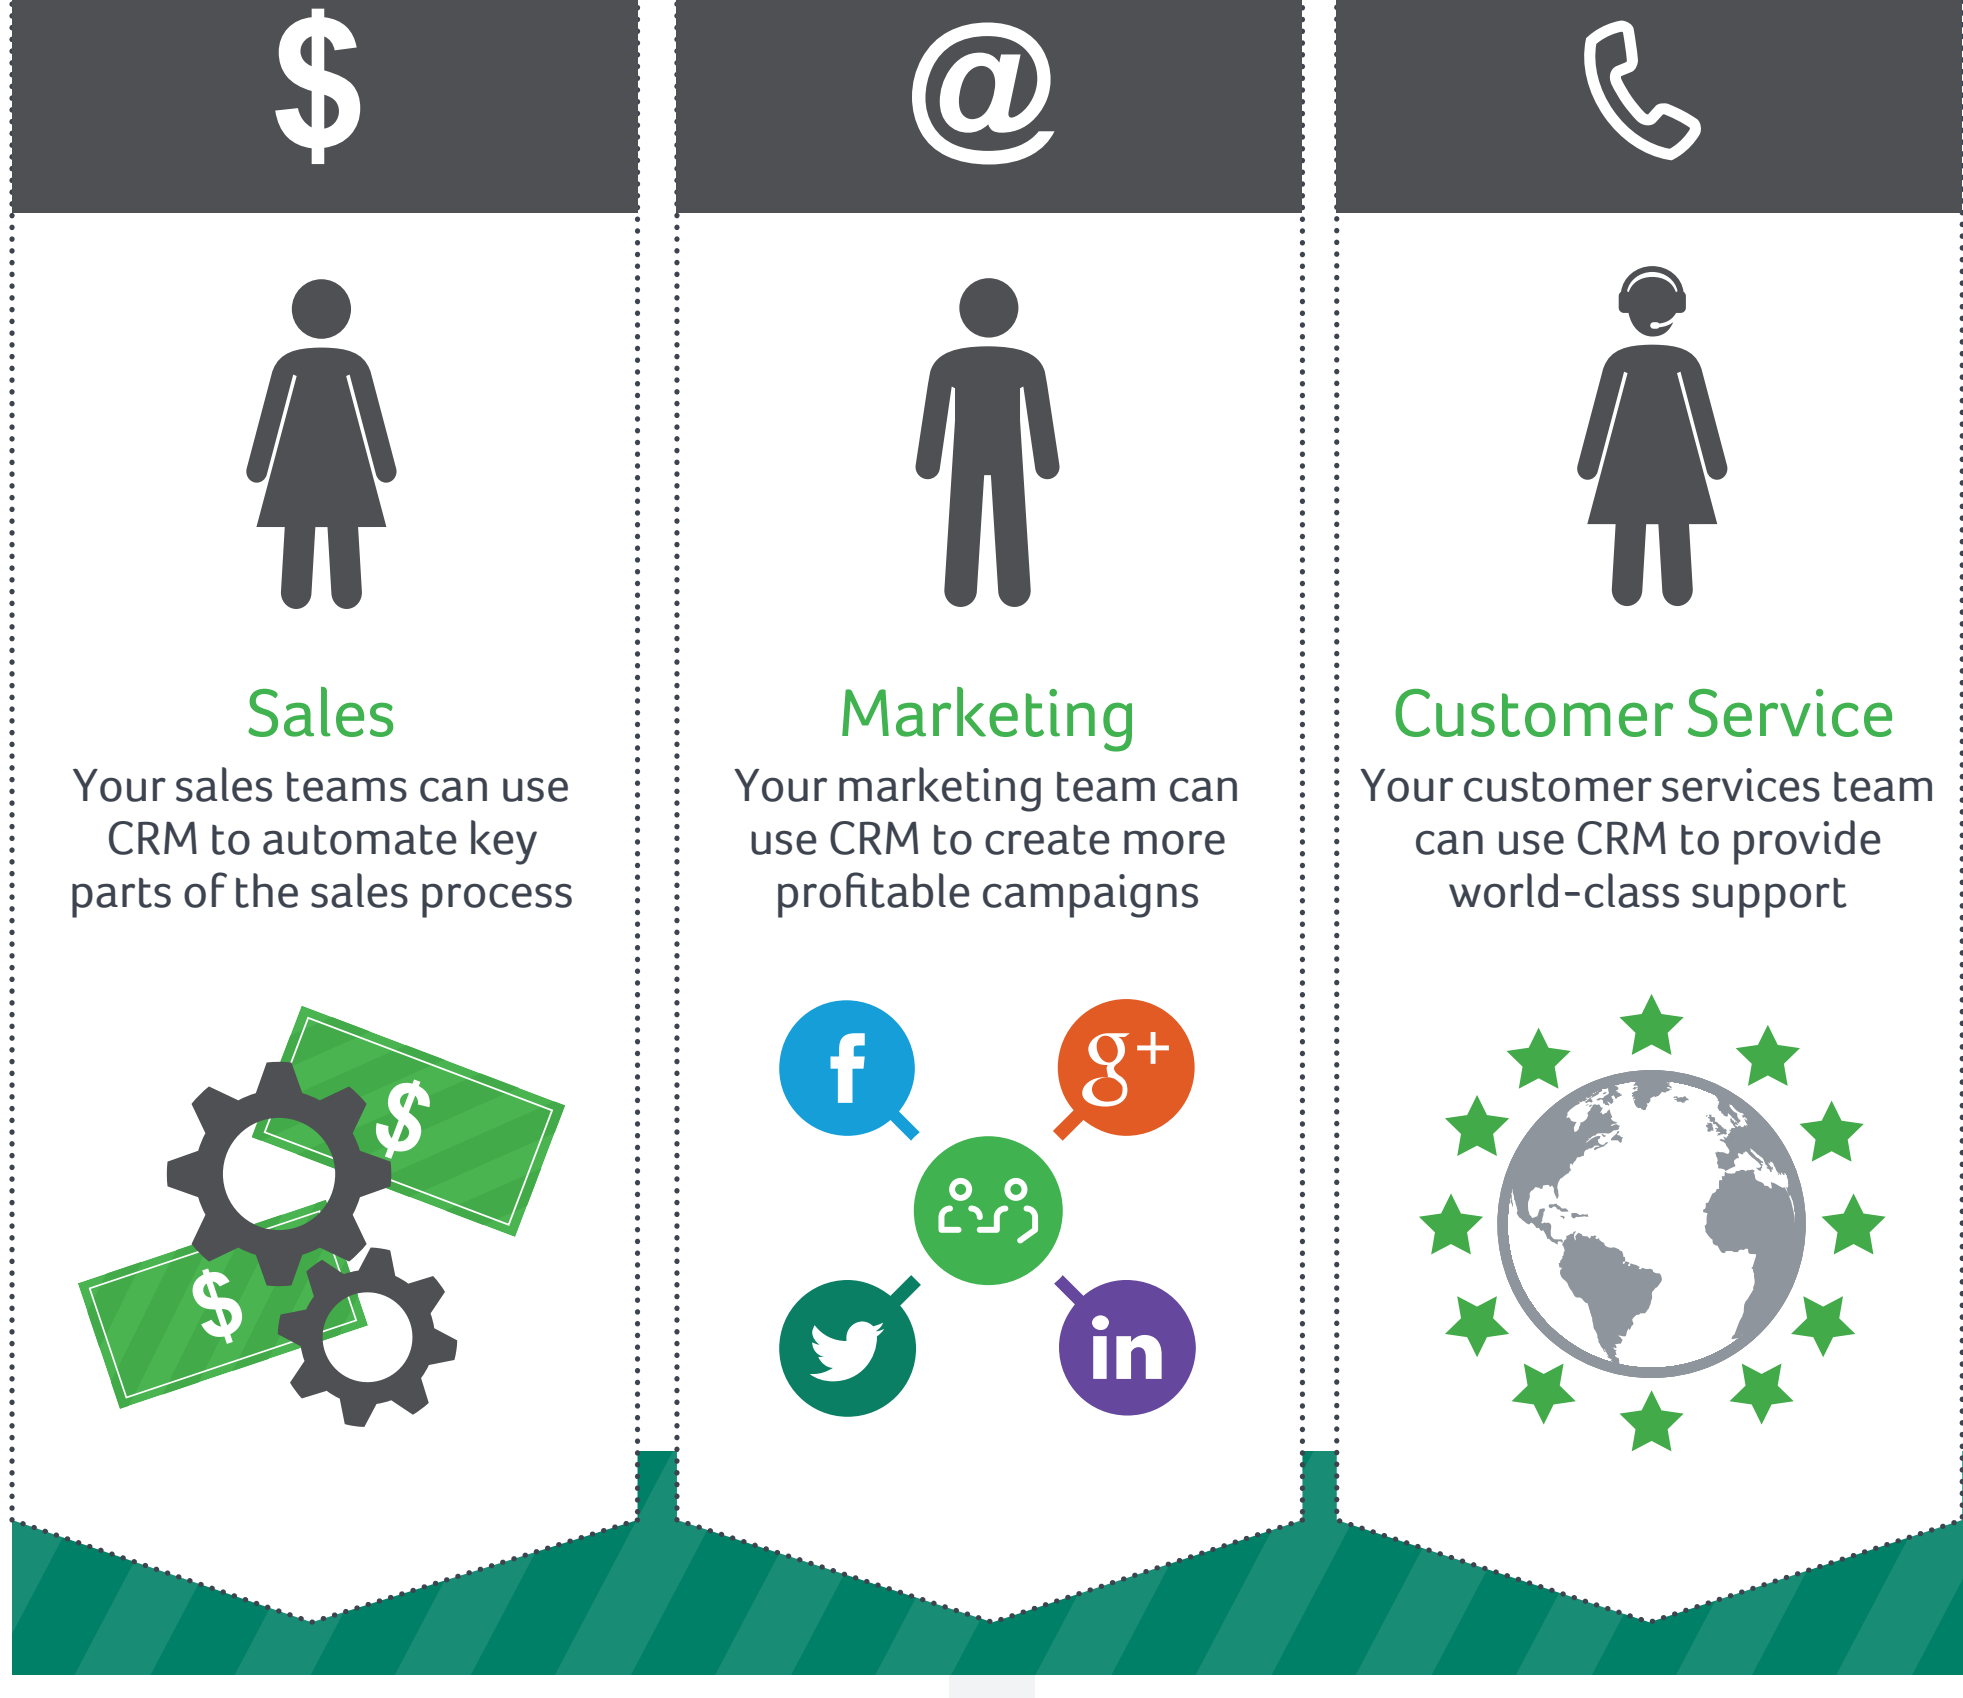 $
@
Sales
Your sales teams can use
CRM to automate key
parts of the sales process
$
$
Marketing
Your marketing team can
use CRM to create more
profitable campaigns
f
g+
in
Customer Service
Your customer services team
can use CRM to provide
world-class support